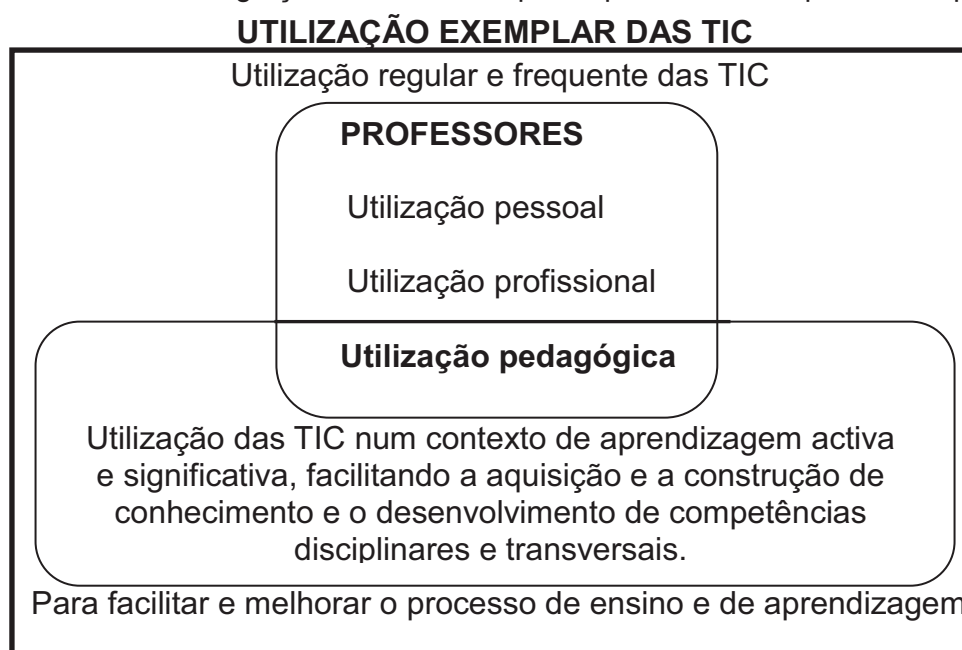 UTILIZAÇÃO EXEMPLAR DAS TIC
Utilização regular e frequente das TIC
PROFESSORES
Utilização pessoal
Utilização profissional
Utilização pedagógica
Utilização das TIC num contexto de aprendizagem activa
e significativa, facilitando a aquisição e a construção de
conhecimento e o desenvolvimento de competências
disciplinares e transversais.
Para facilitar e melhorar o processo de ensino e de aprendizagem